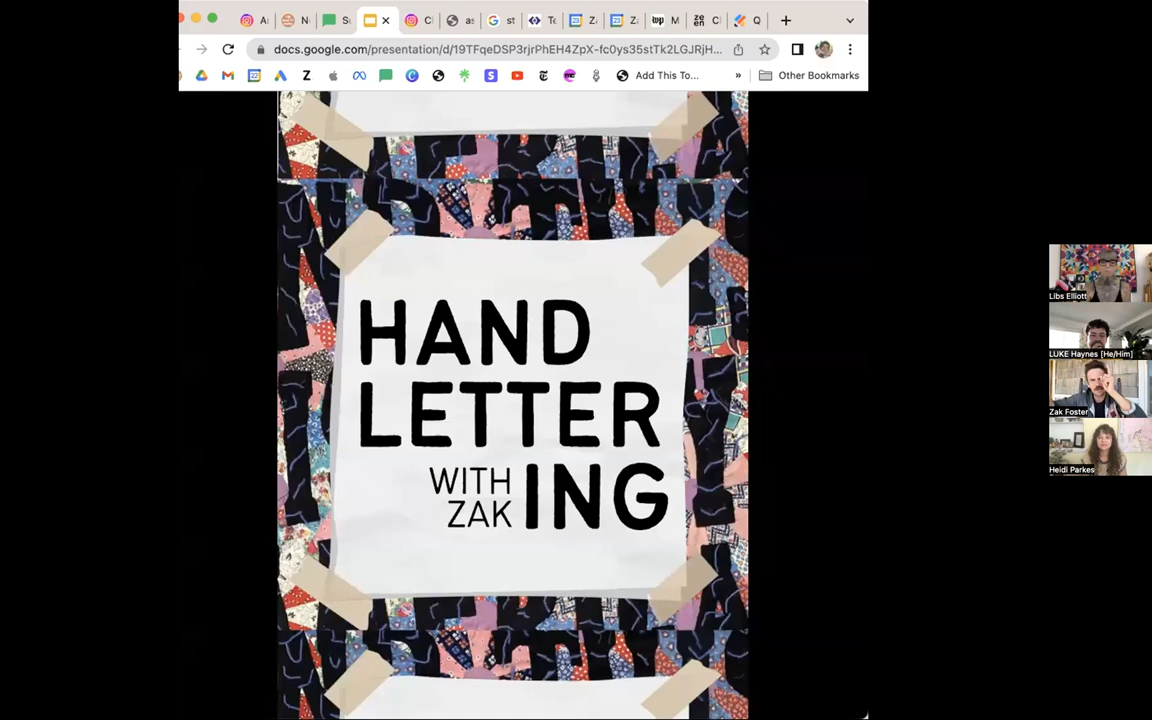 docs.google.com/presentation/d/19TFqeDSP3rjrPhEH4ZpX-fc0ys35stTk2LGJRjH...
Add This To...
»
Other Bookmarks
HAND
LETTER
WITH
ZAK
ING
Libs Elliott
LUKE Haynes [He/Him]
Zak Foster
Heidi Parkes